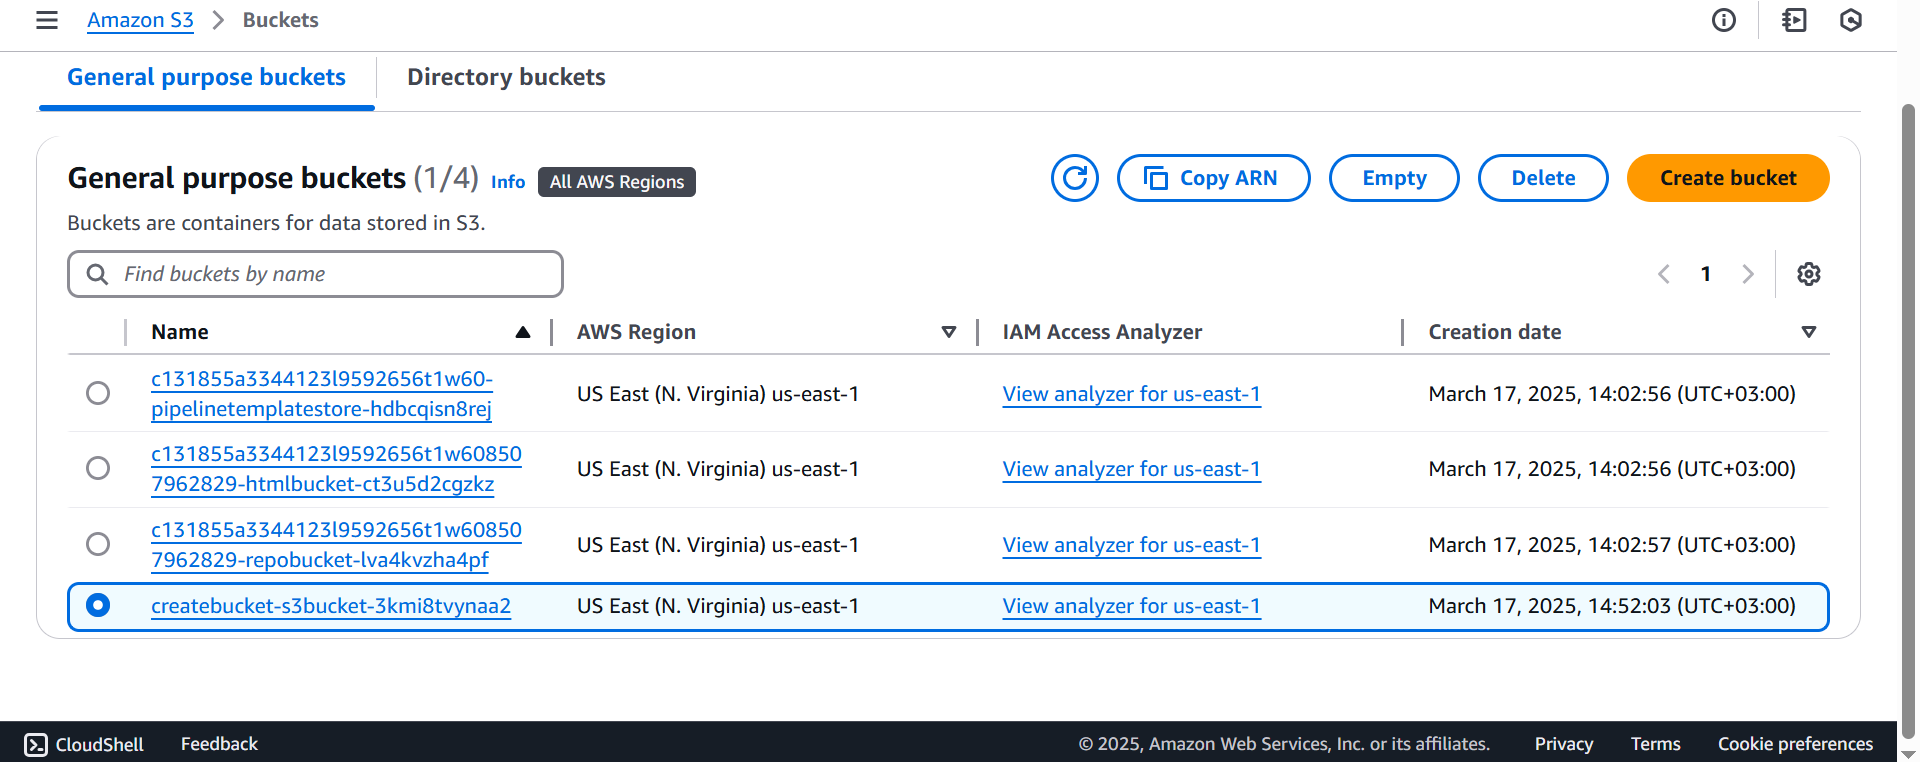 Amazon S3 > Buckets
General purpose buckets
Directory buckets
General purpose buckets (1/4) Info All AWS Regions
Copy ARN
Empty
Delete
Create bucket
Buckets are containers for data stored in S3.
Find buckets by name
1
Name AWS Region IAM Access Analyzer Creation date
c131855a3344123l9592656t1w60-
pipelinetemplatestore-hdbcqisn8rej
US East (N. Virginia) us-east-1
View analyzer for us-east-1
March 17, 2025, 14:02:56 (UTC+03:00)
c131855a3344123l9592656t1w60850
7962829-htmlbucket-ct3u5d2cgzkz
US East (N. Virginia) us-east-1
View analyzer for us-east-1
March 17, 2025, 14:02:56 (UTC+03:00)
c131855a3344123l9592656t1w60850
7962829-repobucket-lva4kvzha4pf
US East (N. Virginia) us-east-1
View analyzer for us-east-1
March 17, 2025, 14:02:57 (UTC+03:00)
createbucket-s3bucket-3kmi8tvynaa2
US East (N. Virginia) us-east-1
View analyzer for us-east-1
March 17, 2025, 14:52:03 (UTC+03:00)
CloudShell Feedback © 2025, Amazon Web Services, Inc. or its affiliates. Privacy Terms Cookie preferences